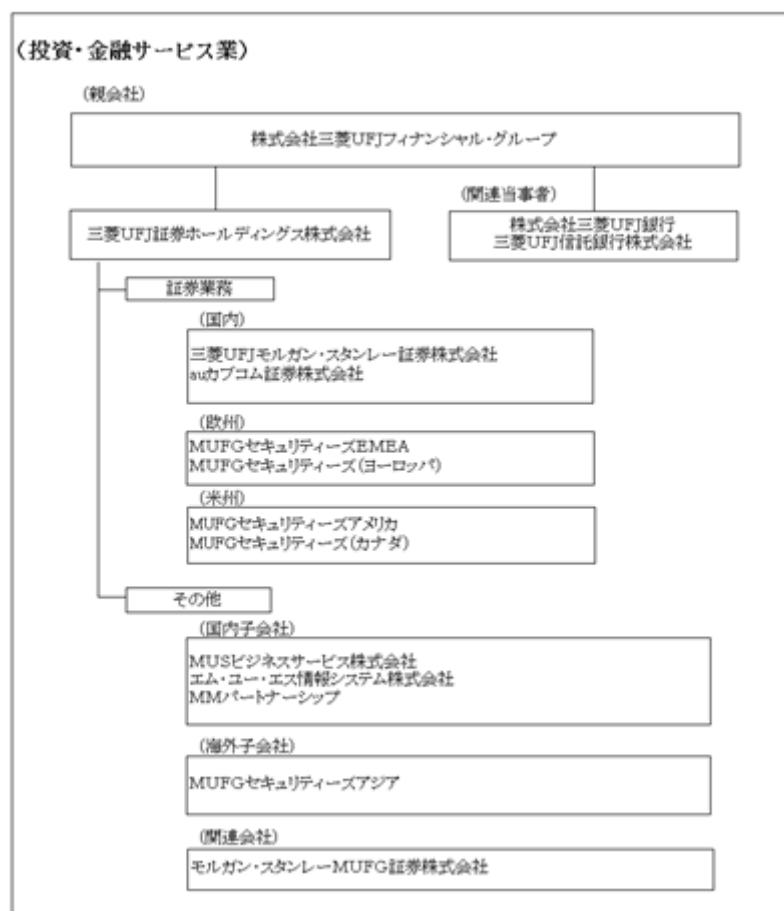 (投資・金融サービス業)
(親会社)
株式会社三菱UFJフィナンシャル・グループ
(関連当事者)
三菱UFJ証券ホールディングス株式会社
株式会社三菱UFJ銀行
三菱UFJ信託銀行株式会社
証券業務
(国内)
三菱UFJモルガン・スタンレー証券株式会社
auカブコム証券株式会社
(欧州)
MUFGセキュリティーズEMEA
MUFGセキュリティーズ(ヨーロッパ)
(米州)
MUFGセキュリティーズアメリカ
MUFGセキュリティーズ(カナダ)
その他
(国内子会社)
MUSビジネスサービス株式会社
エム・ユー・エス情報システム株式会社
MMパートナーシップ
(海外子会社)
MUFGセキュリティーズアジア
(関連会社)
モルガン・スタンレーMUFG証券株式会社